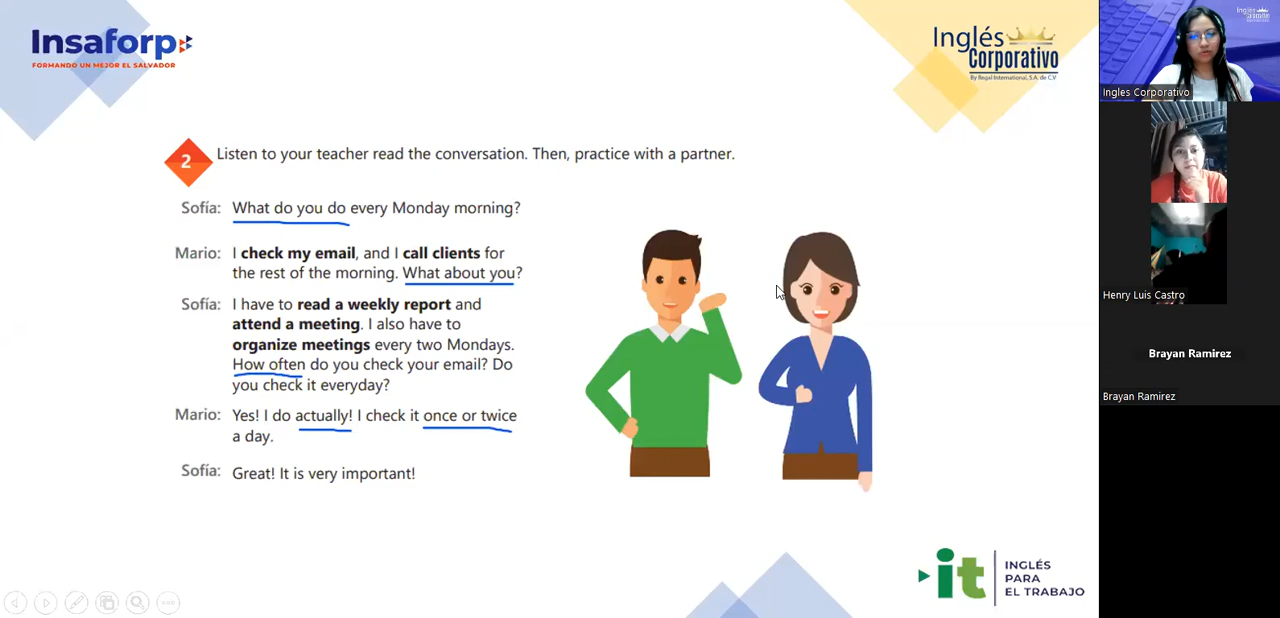 Insaforp
FORMANDO UN MEJOR EL SALVADOR
Inglés
Corporativo
By Regal International, S.A. de C.V
2
Listen to your teacher read the conversation. Then, practice with a partner.
Sofía: What do you do every Monday morning?
Mario: I check my email, and I call clients for
the rest of the morning. What about you?
Sofía: I have to read a weekly report and
attend a meeting. I also have to
organize meetings every two Mondays.
How often do you check your email? Do
you check it everyday?
Mario: Yes! I do actually! I check it once or twice
a day.
Sofía: Great! It is very important!
it
INGLÉS
PARA
EL TRABAJO
Inglés
Ingles Corporativo
Henry Luis Castro
Brayan Ramirez
Brayan Ramirez